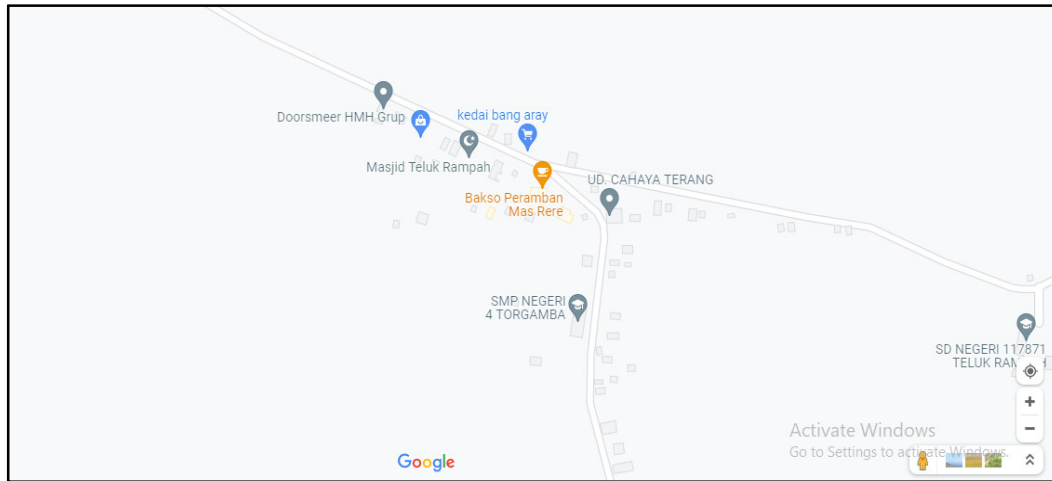 Doorsmeer HMH Grup
kedai bang aray
Masjid Teluk Rampah
Bakso Peramban
Mas Rere
UD. CAHAYA TERANG
SMP NEGERI
4 TORGAMBA
SD NEGERI 117871
TELUK
Activate Windows
Go to Settings to activate Windows.
Google